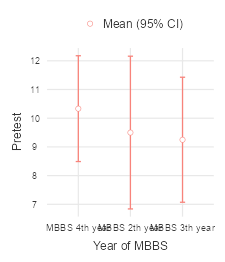 Mean (95% CI)
12
11
10
9
8
7
Pretest
MBBS 4th year MBBS 2th year MBBS 3th year
Year of MBBS